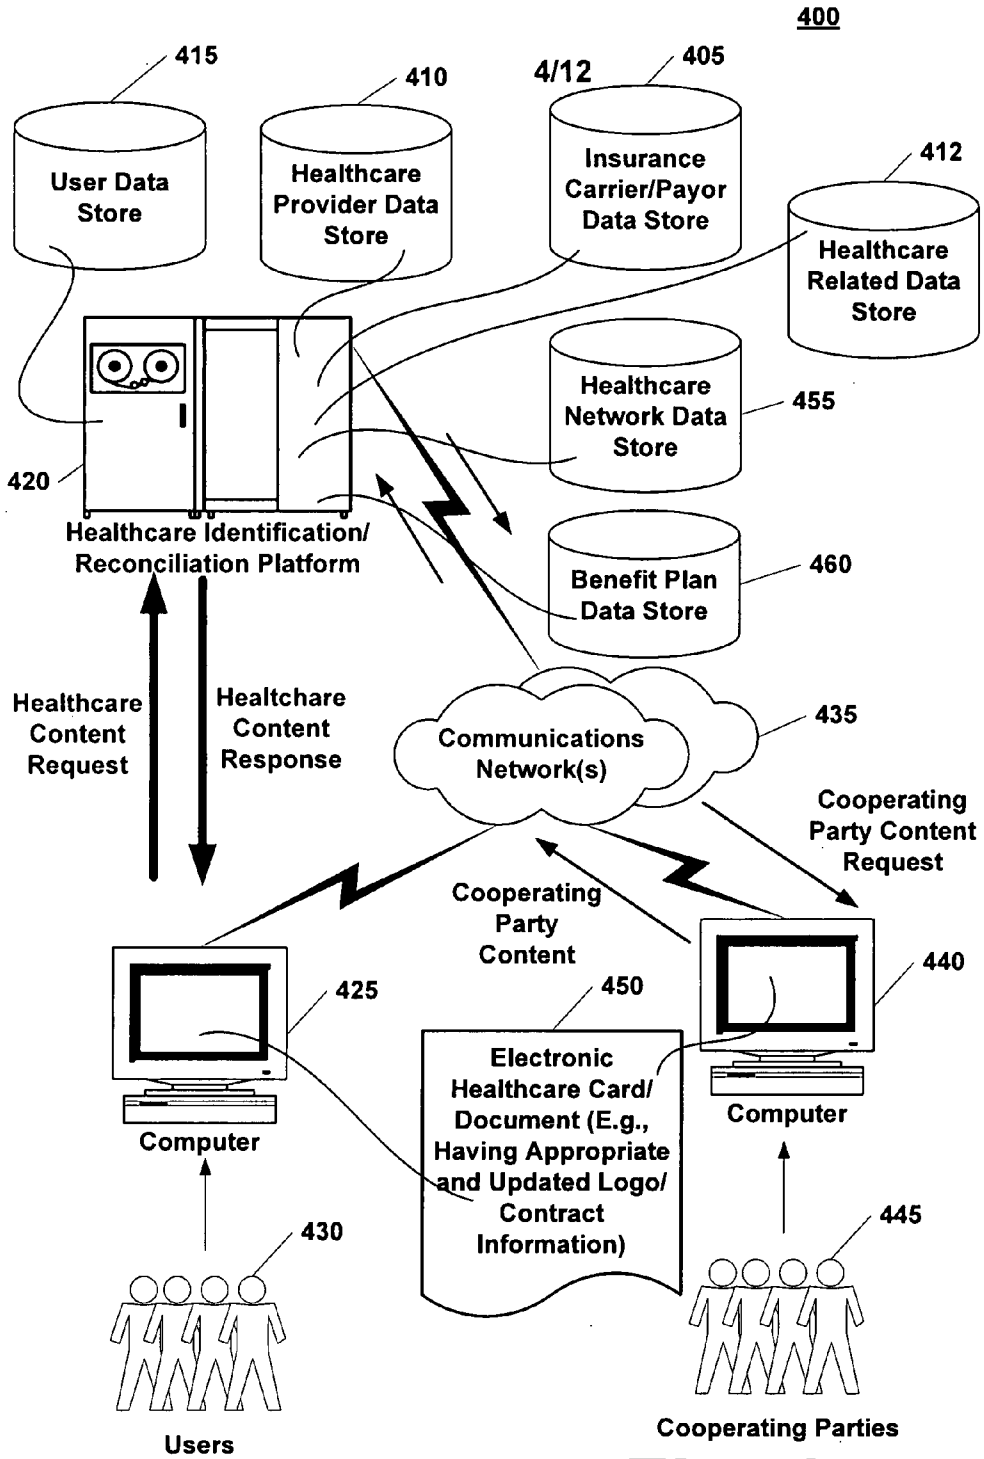 400
415
410
4/12
405
412
User Data
Store
Healthcare
Provider Data
Store
Insurance
Carrier/Payor
Data Store
Healthcare
Related Data
Store
Healthcare
Network Data
Store
455
420
Healthcare Identification/
Reconciliation Platform
Benefit Plan
Data Store
460
Healthcare
Content
Request
Healtchare
Content
Response
Communications
Network(s)
435
Cooperating
Party Content
Request
Cooperating
Party
Content
425
450
440
Electronic
Healthcare Card/
Document (E.g.,
Having Appropriate
and Updated Logo/
Contract
Information)
Computer
Computer
430
445
Users
Cooperating Parties